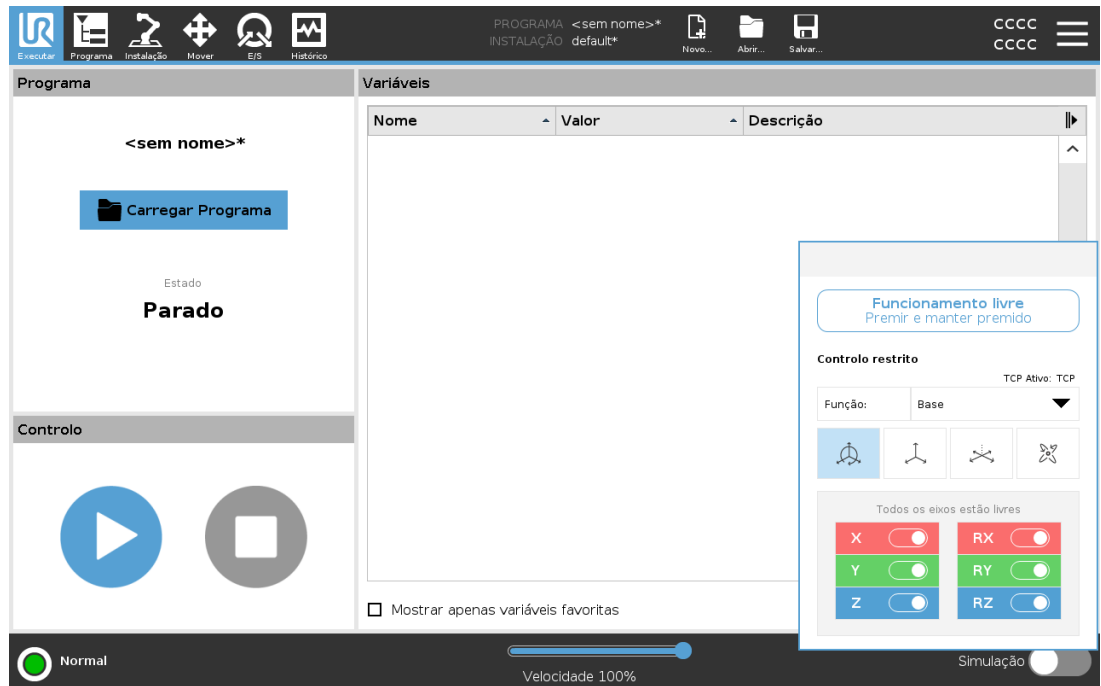 UR
Executar
Programa
Instalação
Mover
E/S
Histórico
PROGRAMA <sem nome>*
INSTALAÇÃO default*
Novo...
Abrir...
Salvar...
CCCC
CCCC
Programa
<sem nome>*
Carregar Programa
Estado
Parado
Controlo
Variáveis
Nome
Valor
Descrição
Mostrar apenas variáveis favoritas
Funcionamento livre
Premir e manter premido
Controlo restrito
TCP Ativo: TCP
Função: Base
Todos os eixos estão livres
X RX
Y RY
Z RZ
Normal
Velocidade 100%
Simulação